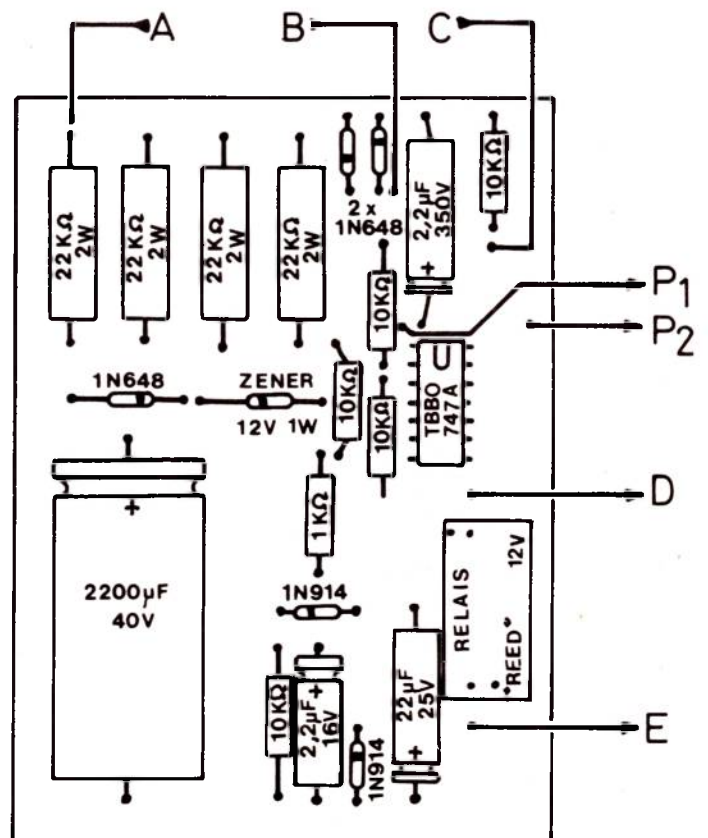 A
B
C
22KΩ
2W
22KΩ
2W
22KΩ
2W
22KΩ
2W
2 x
1N648
2,2µF
350V
+
10KΩ
P1
P2
10KΩ
1N648
ZENER
12V 1W
10KΩ
10KΩ
TBBO
747A
+
2200µF
40V
1KΩ
D
1N914
RELAIS
12V
"REED"
10KΩ
+
2,2µF
16V
1N914
22µF
25V
+
E